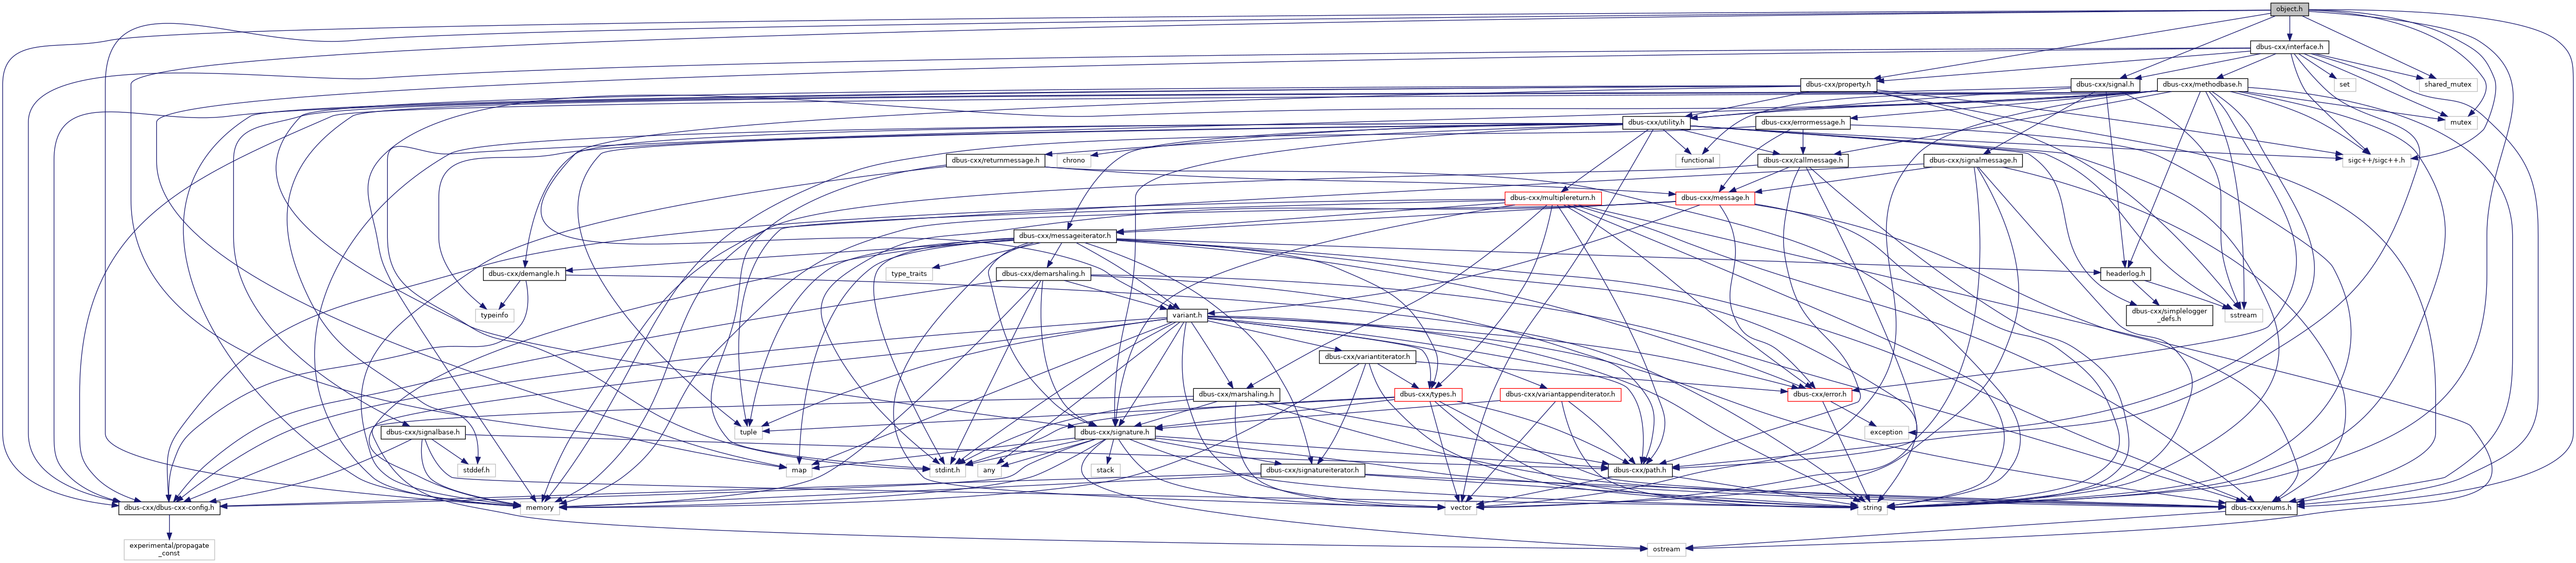 object.h
dbus-cxx/interface.h
dbus-cxx/property.h
dbus-cxx/signal.h
dbus-cxx/methodbase.h
set
shared_mutex
dbus-cxx/utility.h
dbus-cxx/errormessage.h
mutex
dbus-cxx/returnmessage.h
chrono
functional
dbus-cxx/callmessage.h
dbus-cxx/signalmessage.h
sigc++/sigc++.h
dbus-cxx/multiplereturn.h
dbus-cxx/message.h
dbus-cxx/messageiterator.h
dbus-cxx/demangle.h
type_traits
dbus-cxx/demarshaling.h
headerlog.h
typeinfo
variant.h
dbus-cxx/simplelogger
_defs.h
sstream
dbus-cxx/variantiterator.h
dbus-cxx/marshaling.h
dbus-cxx/types.h
dbus-cxx/variantappenditerator.h
dbus-cxx/error.h
dbus-cxx/signalbase.h
tuple
dbus-cxx/signature.h
exception
stddef.h
map
stdint.h
any
stack
dbus-cxx/signatureiterator.h
dbus-cxx/path.h
dbus-cxx/dbus-cxx-config.h
memory
vector
string
dbus-cxx/enums.h
experimental/propagate
_const
ostream